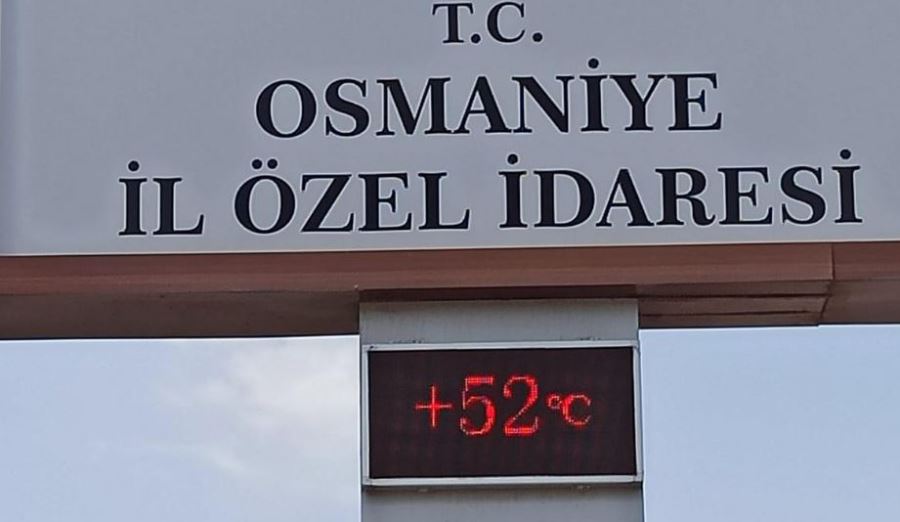 T.C.
OSMANİYE
İL ÖZEL İDARESİ
+52°C